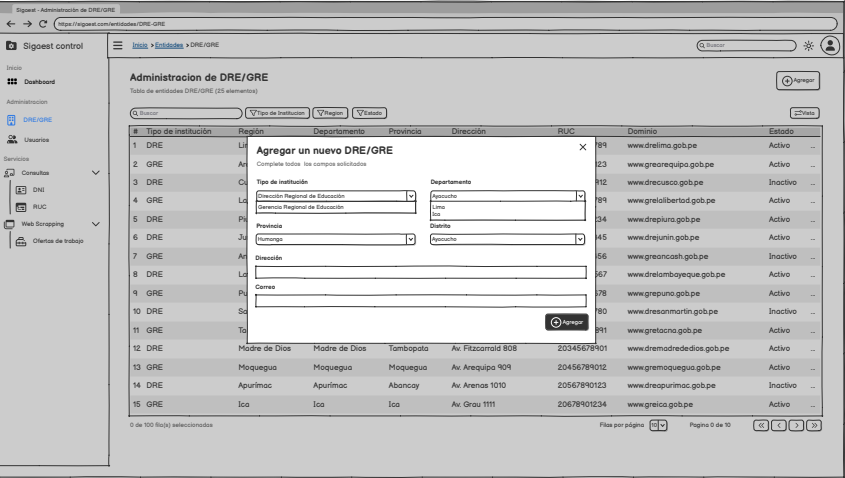 Sigaest - Administración de DRE/GRE
https://sigaest.com/entidades/DRE-GRE
Sigaest control
Inicio > Entidades > DRE/GRE
Buscar
Inicio
Dashboard
Administracion
DRE/GRE
Usuarios
Servicios
Consultas
DNI
RUC
Web Scrapping
Ofertas de trabajo
Administracion de DRE/GRE
Tabla de entidades DRE/GRE (25 elementos)
Agregar
Buscar
Tipo de Institucion
Region
Estado
Vista
# Tipo de institución Región Departamento Provincia Dirección RUC Dominio Estado
1 DRE 789 www.drelima.gob.pe Activo ...
2 GRE 123 www.grearequipa.gob.pe Activo ...
3 DRE www.drecusco.gob.pe Inactivo ...
4 GRE 789 www.grelalibertad.gob.pe Activo ...
5 DRE 234 www.drepiura.gob.pe Activo ...
6 DRE 345 www.drejunin.gob.pe Activo ...
7 GRE 456 www.greancash.gob.pe Inactivo ...
8 DRE 567 www.drelambayeque.gob.pe Activo ...
9 GRE 678 www.grepuno.gob.pe Activo ...
10 DRE www.dresanmartin.gob.pe Inactivo ...
11 GRE www.gretacna.gob.pe Activo ...
12 DRE Madre de Dios Madre de Dios Tambopata Av. Fitzcarrald 808 20345678901 www.dremadrededios.gob.pe Activo ...
13 GRE Moquegua Moquegua Moquegua Av. Arequipa 909 20456789012 www.gremoquegua.gob.pe Activo ...
14 DRE Apurímac Apurímac Abancay Av. Arenas 1010 20567890123 www.dreapurimac.gob.pe Inactivo ...
15 GRE Ica Ica Ica Av. Grau 1111 20678901234 www.greica.gob.pe Activo ...
0 de 100 fila(s) seleccionadas
Filas por página 10
Pagina 0 de 10
Agregar un nuevo DRE/GRE
Complete todos los campos solicitados
Tipo de institución
Dirección Regional de Educación
Gerencia Regional de Educación
Departamento
Ayacucho
Lima
Ica
Provincia
Humanga
Distrito
Ayacucho
Dirección
Correo
Agregar